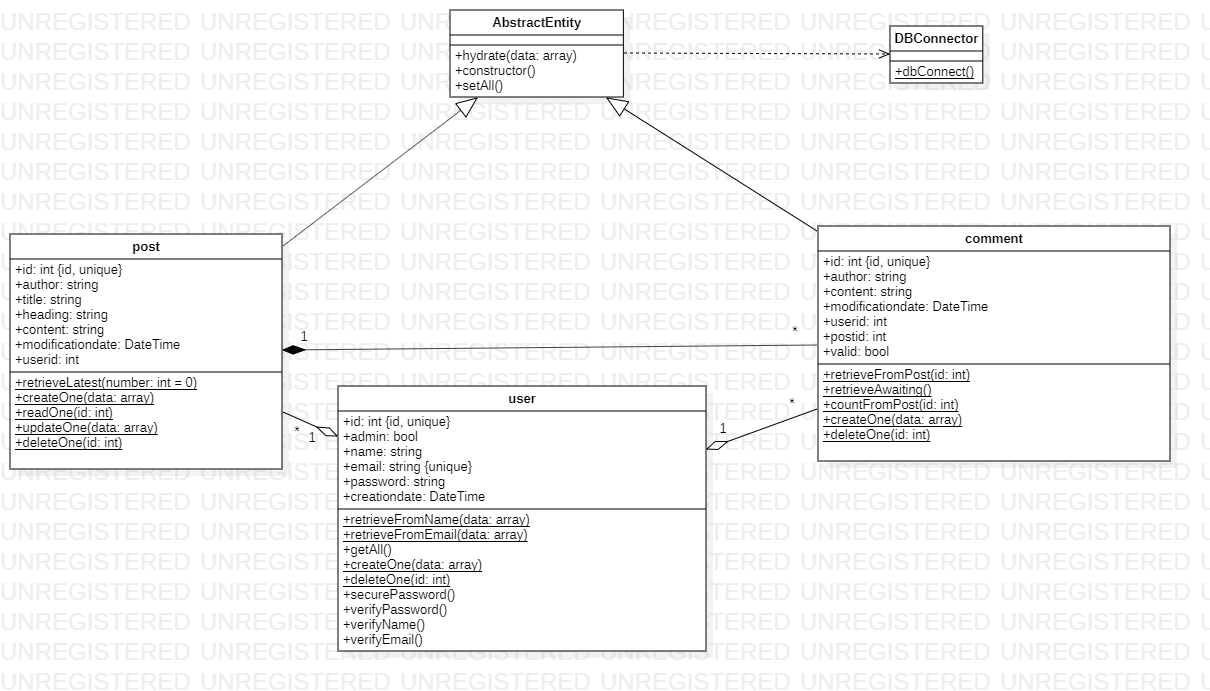 AbstractEntity
+hydrate(data: array)
+constructor()
+setAll()
DBConnector
+dbConnect()
post
+id: int {id, unique}
+author: string
+title: string
+heading: string
+content: string
+modificationdate: DateTime
+userid: int
+retrieveLatest(number: int = 0)
+createOne(data: array)
+readOne(id: int)
+updateOne(data: array)
+deleteOne(id: int)
comment
+id: int {id, unique}
+author: string
+content: string
+modificationdate: DateTime
+userid: int
+postid: int
+valid: bool
+retrieveFromPost(id: int)
+retrieveAwaiting()
+countFromPost(id: int)
+createOne(data: array)
+deleteOne(id: int)
1
*
*
1
1
*
user
+id: int {id, unique}
+admin: bool
+name: string
+email: string {unique}
+password: string
+creationdate: DateTime
+retrieveFromName(data: array)
+retrieveFromEmail(data: array)
+getAll()
+createOne(data: array)
+deleteOne(id: int)
+securePassword()
+verifyPassword()
+verifyName()
+verifyEmail()
UNREGISTERED